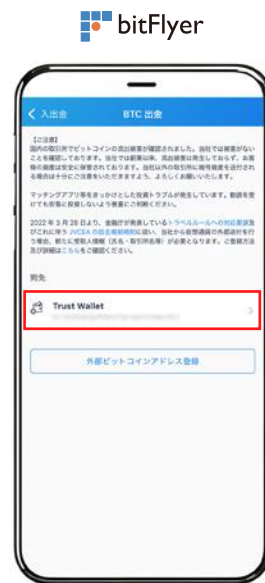 bitFlyer
入出金
BTC 出金
【ご注意】
国内の取引所でビットコインの流出被害が確認されました。当社では被害がない
ことを確認しております。当社では創業以来、流出被害は発生しておらず、お客
様の資産は安全に保管されております。当社以外の取引所に暗号資産を送付され
る場合は十分にご注意をいただきますよう、よろしくお願いいたします。
マッチングアプリ等をきっかけとした投資トラブルが発生しています。勧誘を受
けても安易に投資しないよう慎重にご判断ください。
2022 年 3 月 28 日より、金融庁が発表しているトラベルルールへの対応要請及
びこれに伴う JVCEA の自主規制規則に従い、当社から仮想通貨の外部送付を行
う場合、新たに受取人情報（氏名・取引所名等）が必要となります。ご登録方法
及び詳細はこちらをご確認ください。
宛先
Trust Wallet
外部ビットコインアドレス登録